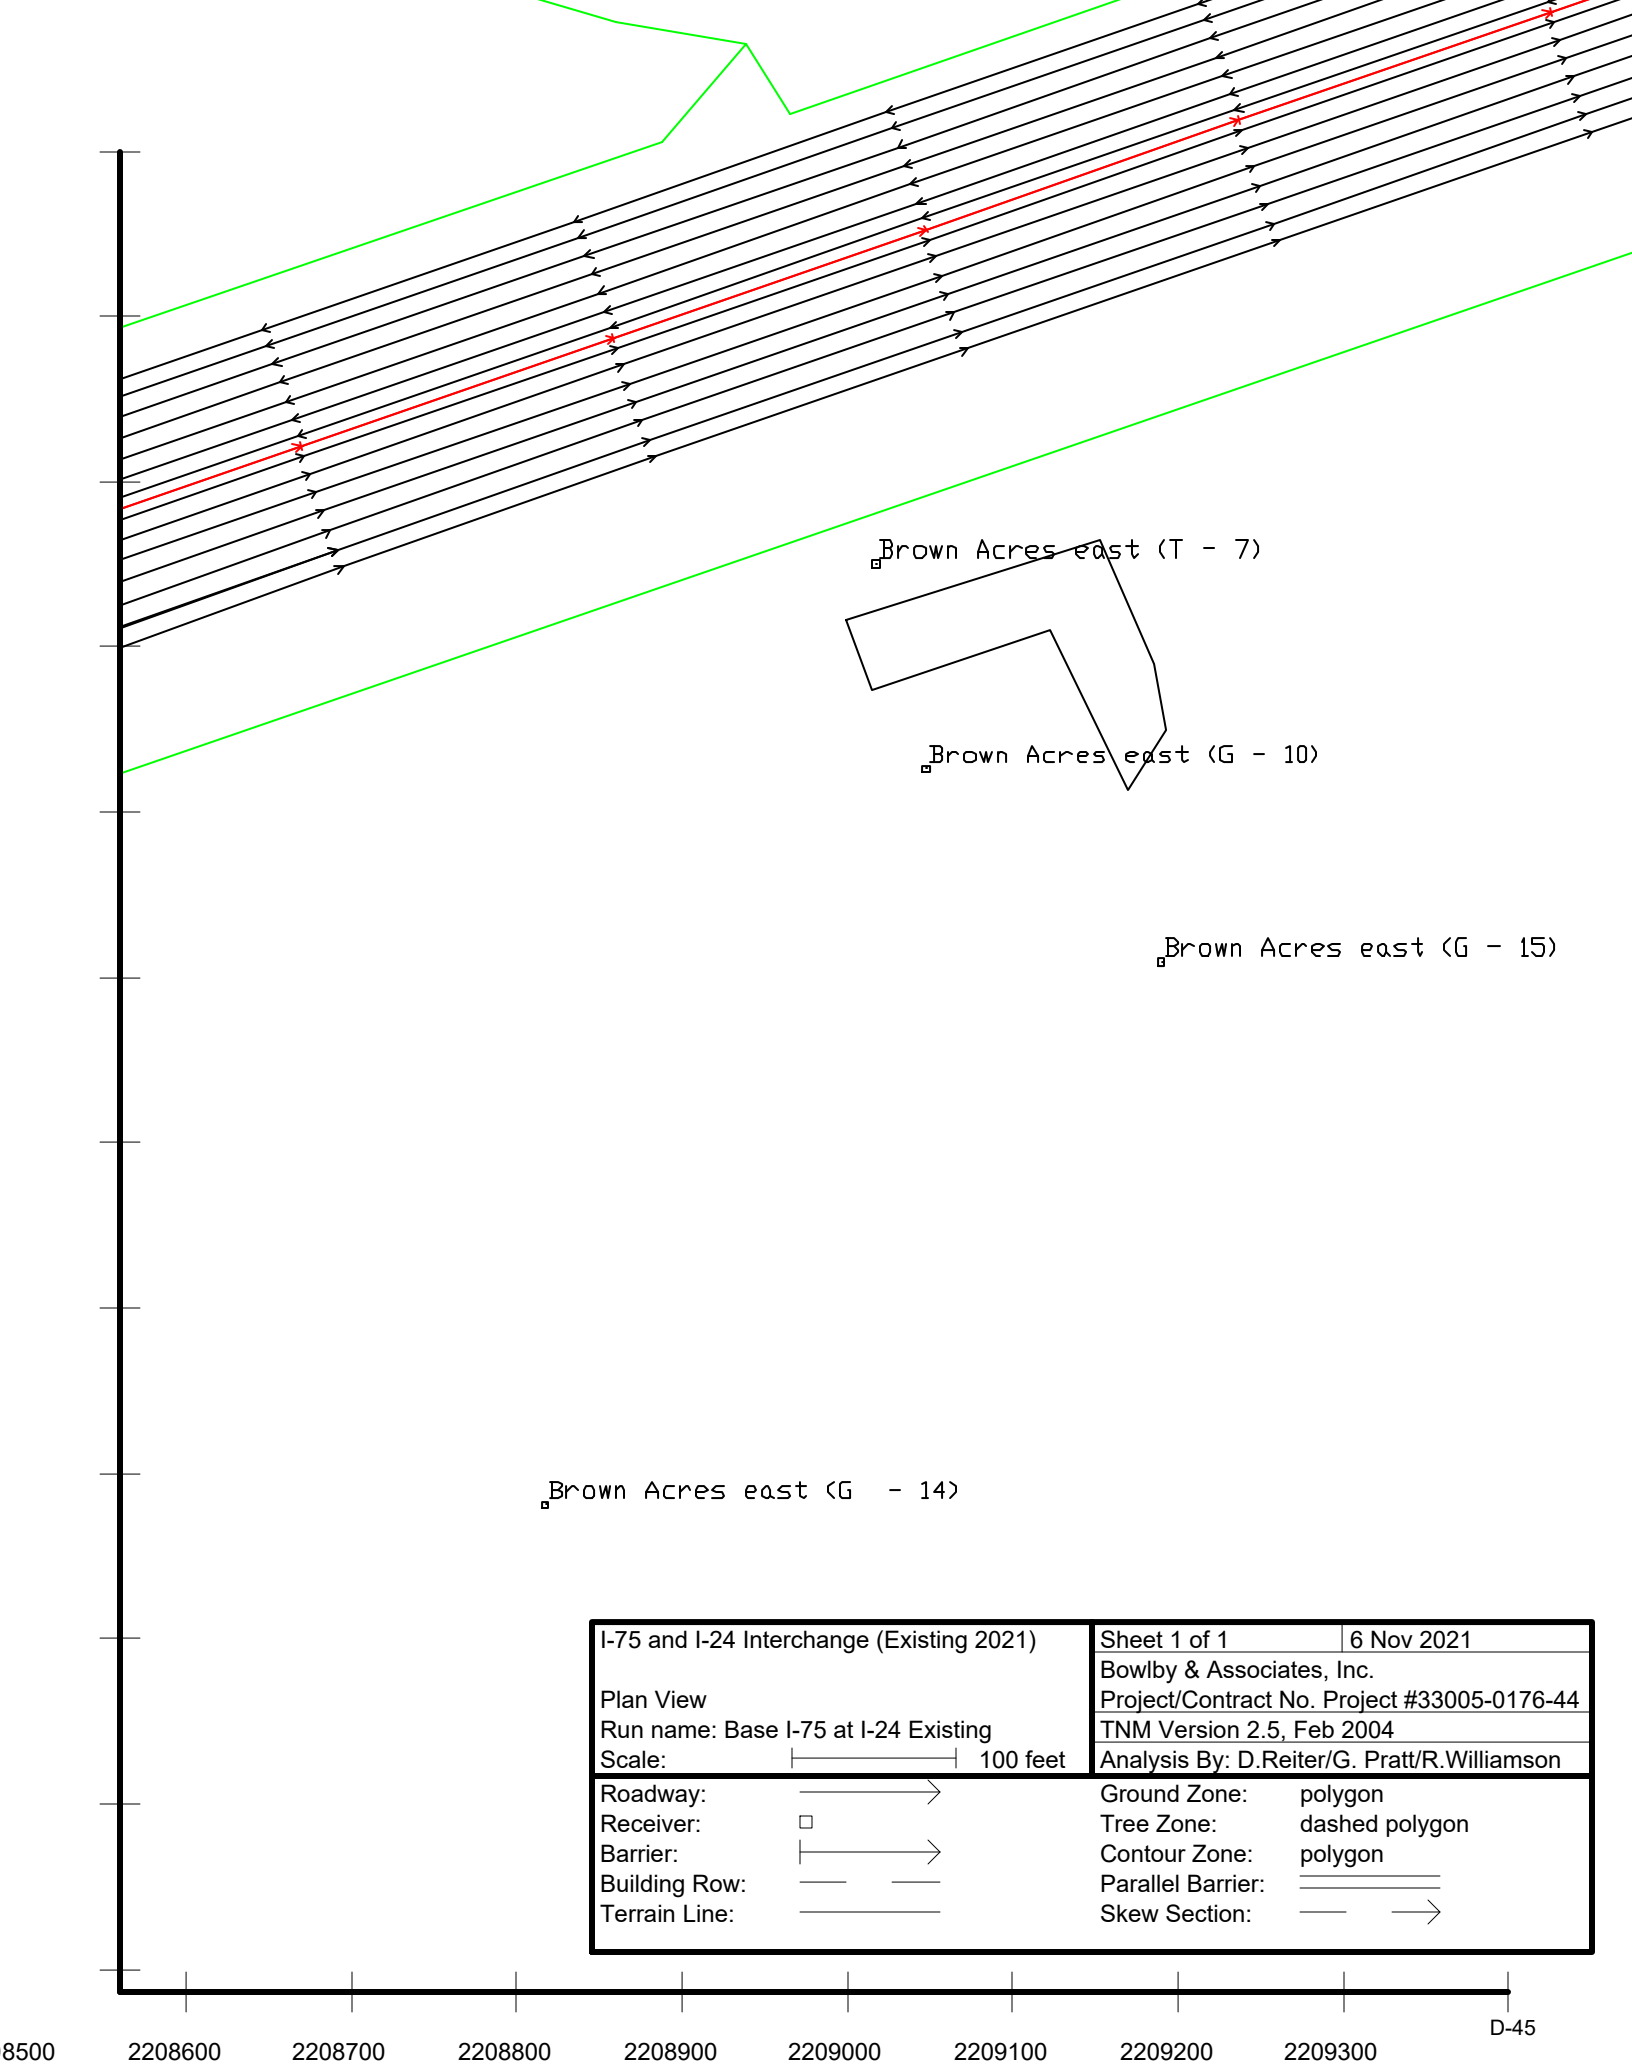 Brown Acres east (T - 7)
Brown Acres east (G - 10)
Brown Acres east (G - 15)
Brown Acres east (G  - 14)
I-75 and I-24 Interchange (Existing 2021)
Plan View
Run name: Base I-75 at I-24 Existing
Scale: 100 feet
Sheet 1 of 1 6 Nov 2021
Bowlby & Associates, Inc.
Project/Contract No. Project #33005-0176-44
TNM Version 2.5, Feb 2004
Analysis By: D.Reiter/G. Pratt/R.Williamson
Roadway:
Receiver:
Barrier:
Building Row:
Terrain Line:
Ground Zone: polygon
Tree Zone: dashed polygon
Contour Zone: polygon
Parallel Barrier:
Skew Section:
D-45
8500 2208600 2208700 2208800 2208900 2209000 2209100 2209200 2209300